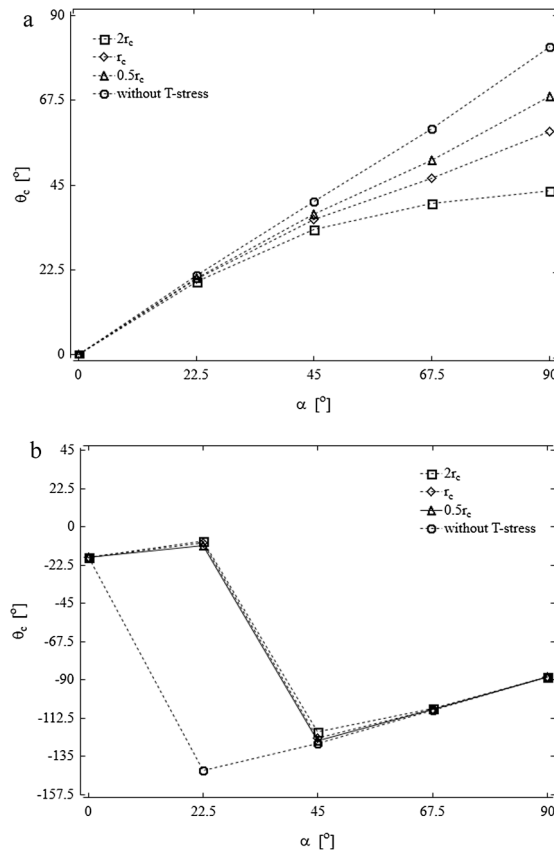 a
90
67.5
45
22.5
0
θc [°]
2rc
rc
0.5rc
without T-stress
0 22.5 45 67.5 90
α [°]
b
45
22.5
0
-22.5
-45
-67.5
-90
-112.5
-135
-157.5
θc [°]
2rc
rc
0.5rc
without T-stress
0 22.5 45 67.5 90
α [°]